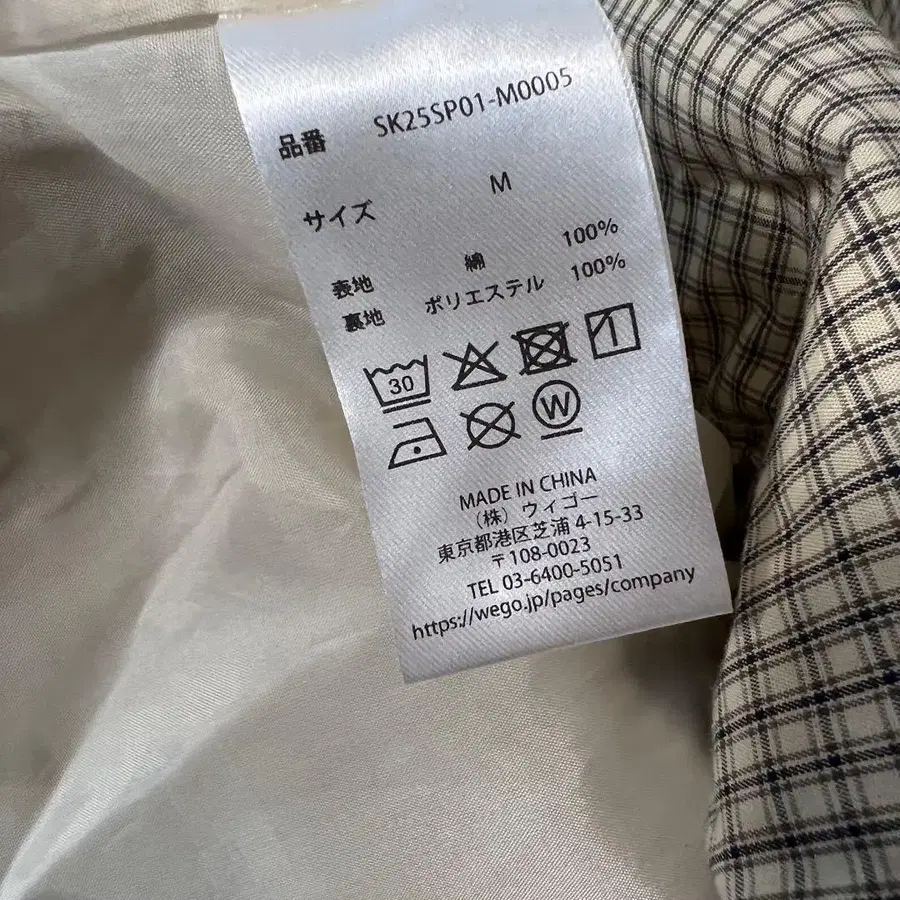 品番 SK25SP01-M0005
サイズ M
表地 綿 100%
裏地 ポリエステル 100%
30
W
MADE IN CHINA
(株) ウィゴー
東京都港区芝浦 4-15-33
〒108-0023
TEL 03-6400-5051
https://wego.jp/pages/company